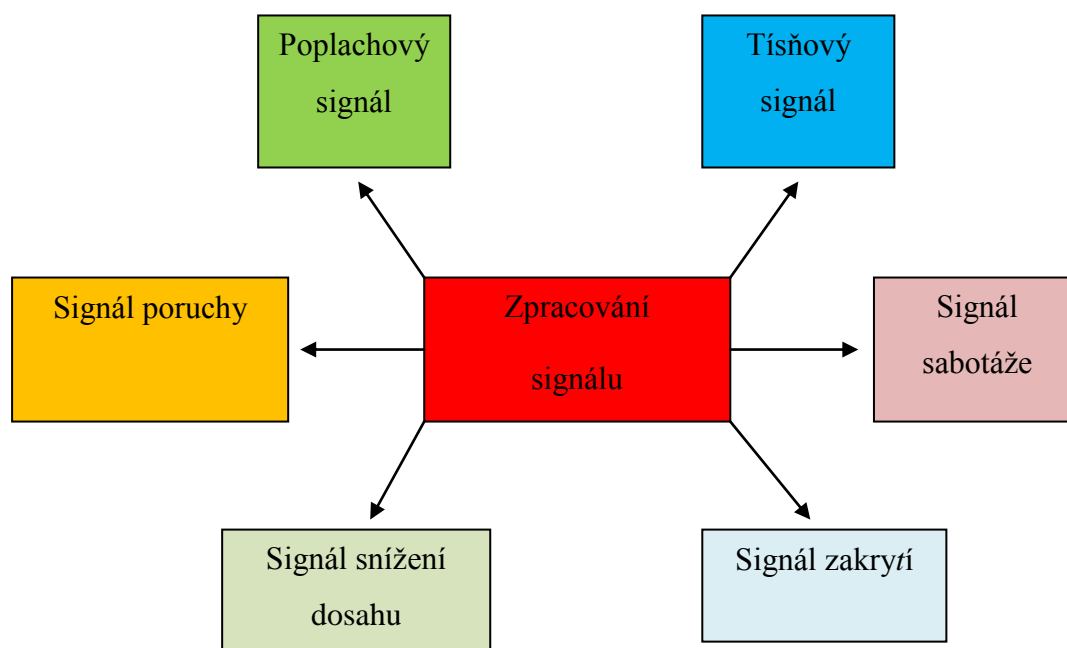 Poplachový
signál
Tísňový
signál
Signál poruchy
Zpracování
signálu
Signál
sabotáže
Signál snížení
dosahu
Signál zakrytí